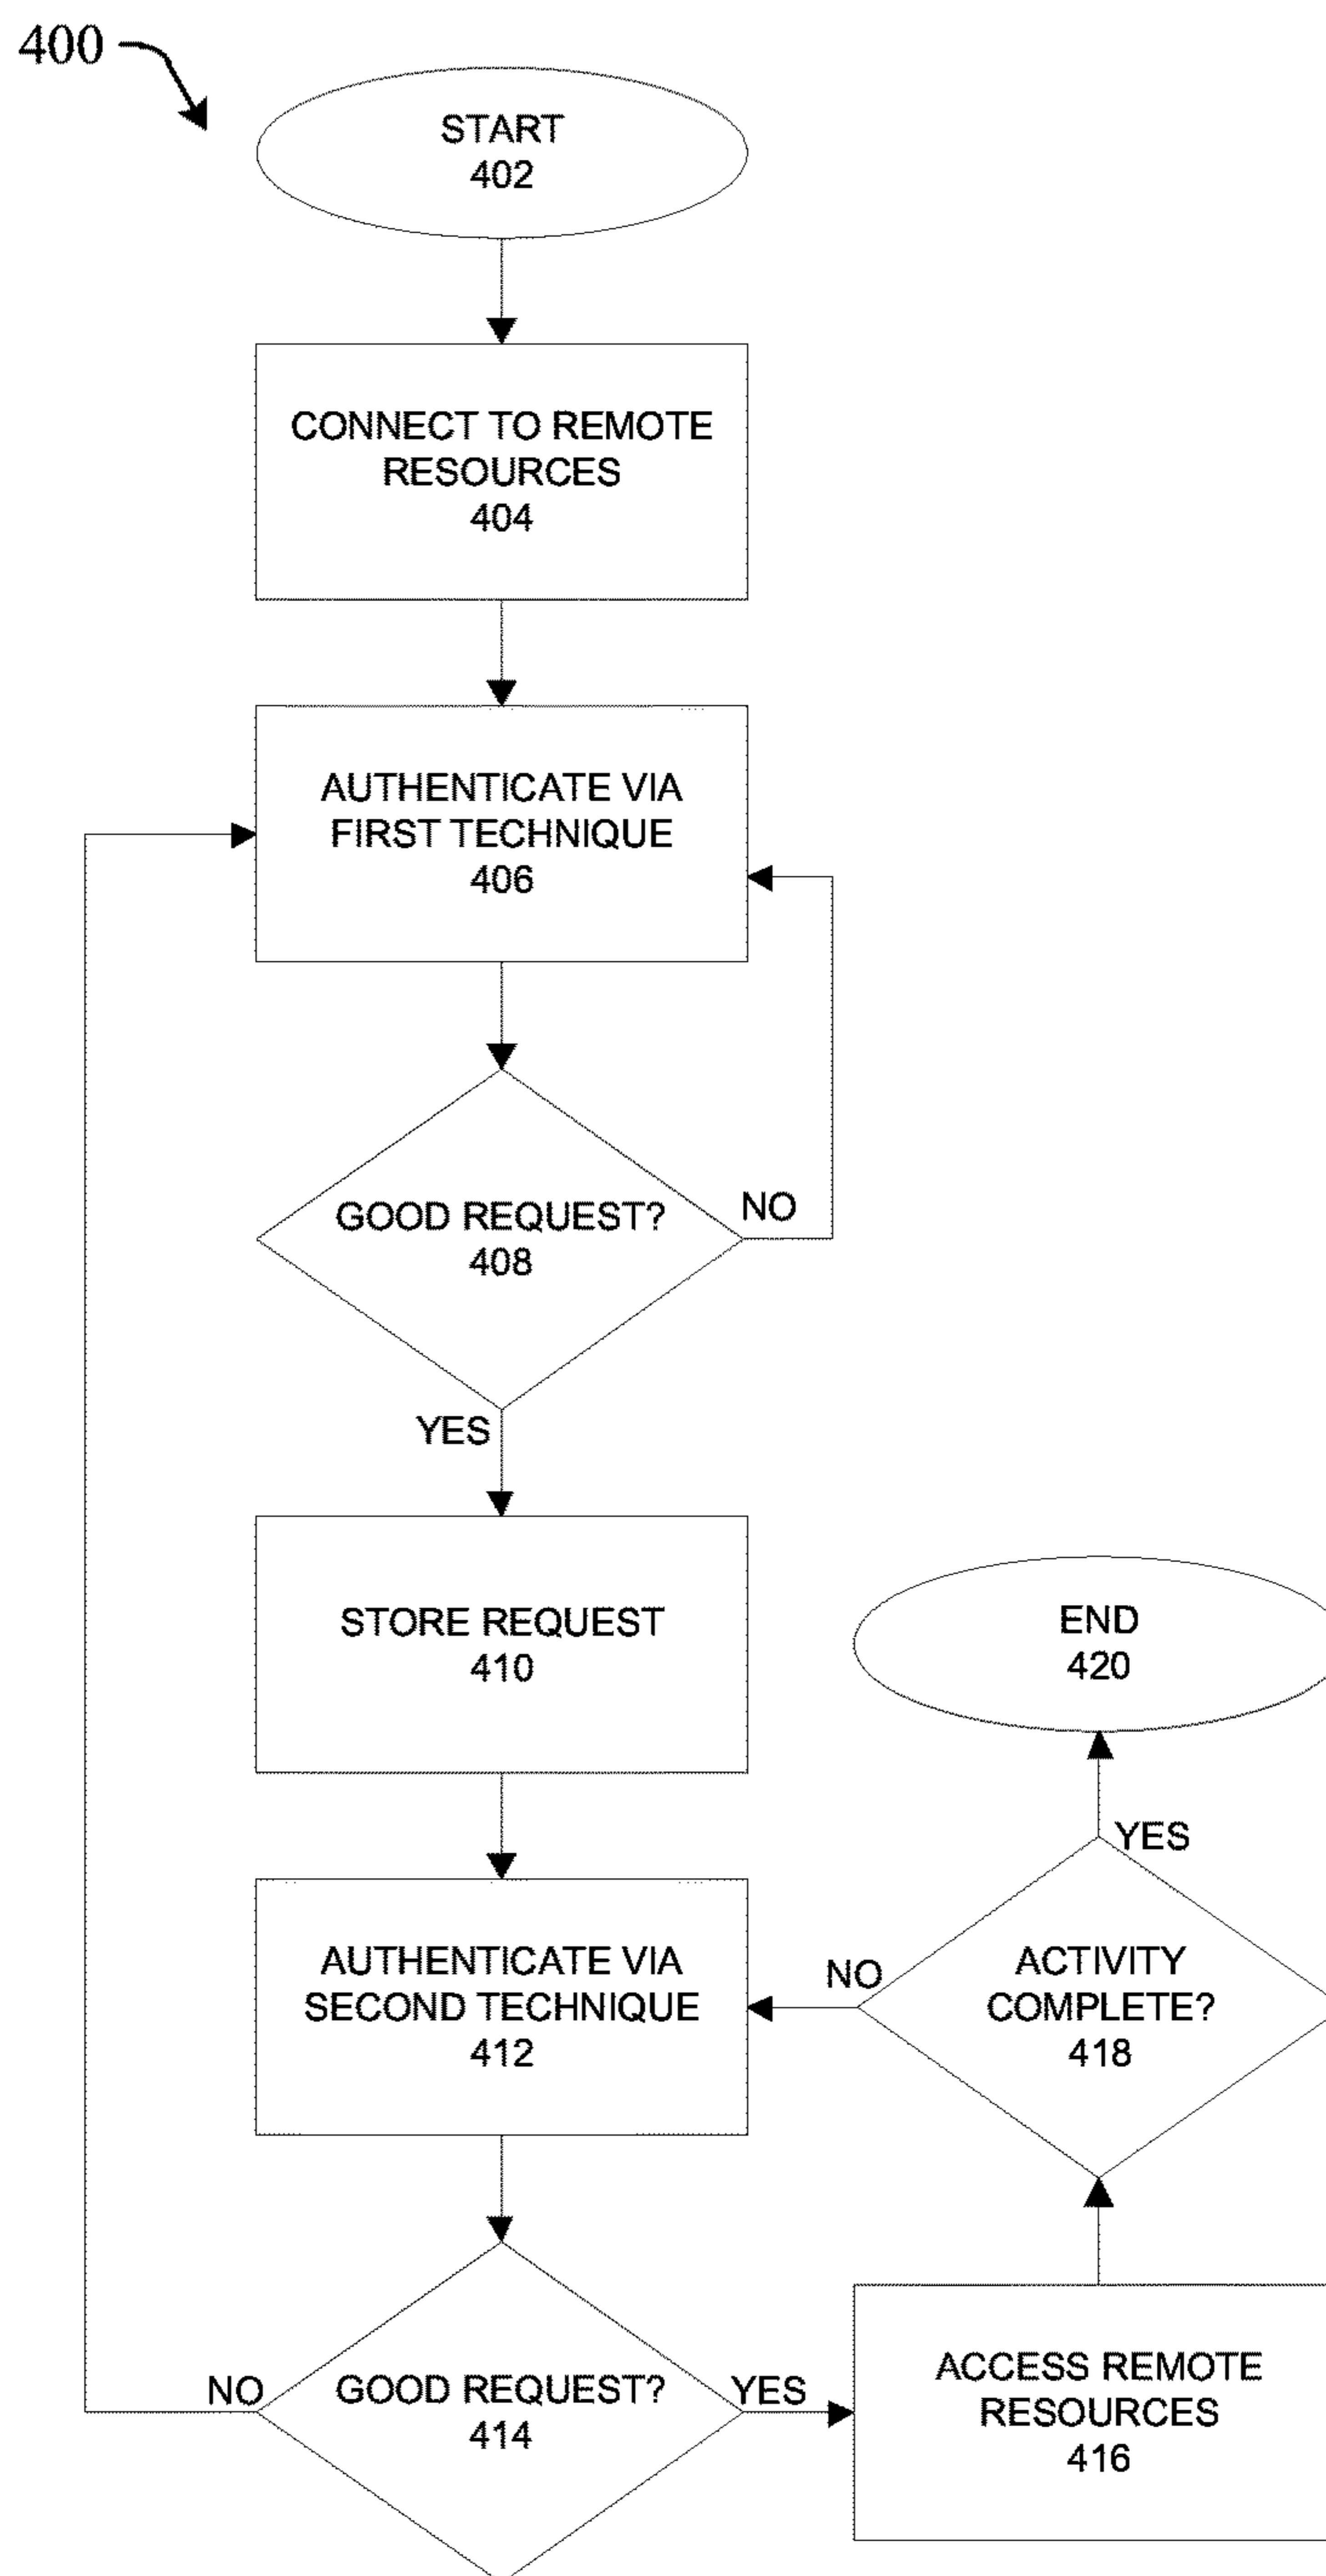 400
START
402
CONNECT TO REMOTE
RESOURCES
404
AUTHENTICATE VIA
FIRST TECHNIQUE
406
GOOD REQUEST?
408
NO
YES
STORE REQUEST
410
AUTHENTICATE VIA
SECOND TECHNIQUE
412
GOOD REQUEST?
414
NO
YES
ACCESS REMOTE
RESOURCES
416
ACTIVITY
COMPLETE?
418
NO
YES
END
420